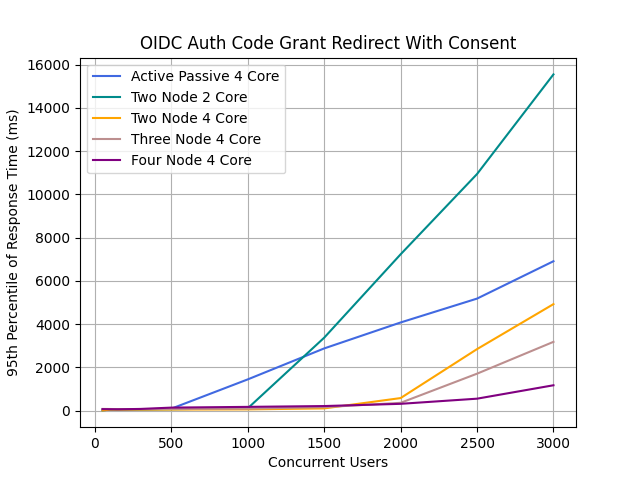 OIDC Auth Code Grant Redirect With Consent
Active Passive 4 Core
Two Node 2 Core
Two Node 4 Core
Three Node 4 Core
Four Node 4 Core
95th Percentile of Response Time (ms)
16000
14000
12000
10000
8000
6000
4000
2000
0
0 500 1000 1500 2000 2500 3000
Concurrent Users